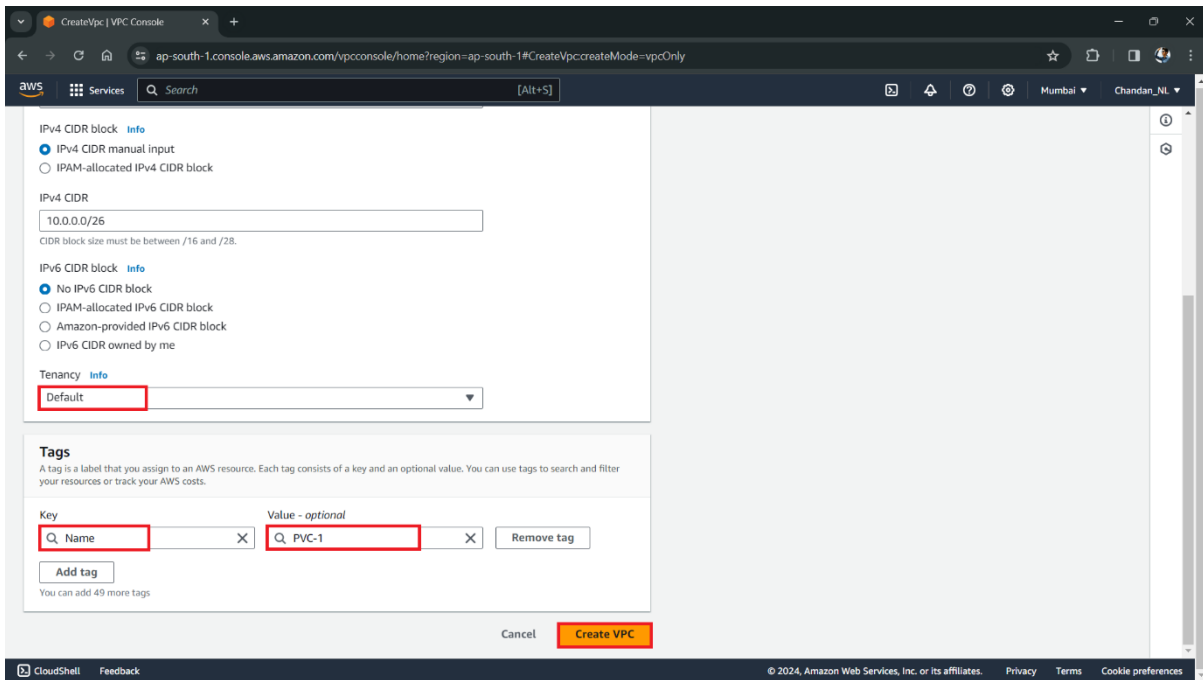 CreateVpc | VPC Console
ap-south-1.console.aws.amazon.com/vpcconsole/home?region=ap-south-1#CreateVpc:createMode=vpcOnly
aws Services Search [Alt+S] Mumbai Chandan_NL
IPv4 CIDR block Info
IPv4 CIDR manual input
IPAM-allocated IPv4 CIDR block
IPv4 CIDR
10.0.0.0/26
CIDR block size must be between /16 and /28.
IPv6 CIDR block Info
No IPv6 CIDR block
IPAM-allocated IPv6 CIDR block
Amazon-provided IPv6 CIDR block
IPv6 CIDR owned by me
Tenancy Info
Default
Tags
A tag is a label that you assign to an AWS resource. Each tag consists of a key and an optional value. You can use tags to search and filter
your resources or track your AWS costs.
Key Value - optional
Name PVC-1 Remove tag
Add tag
You can add 49 more tags
Cancel Create VPC
CloudShell Feedback © 2024, Amazon Web Services, Inc. or its affiliates. Privacy Terms Cookie preferences